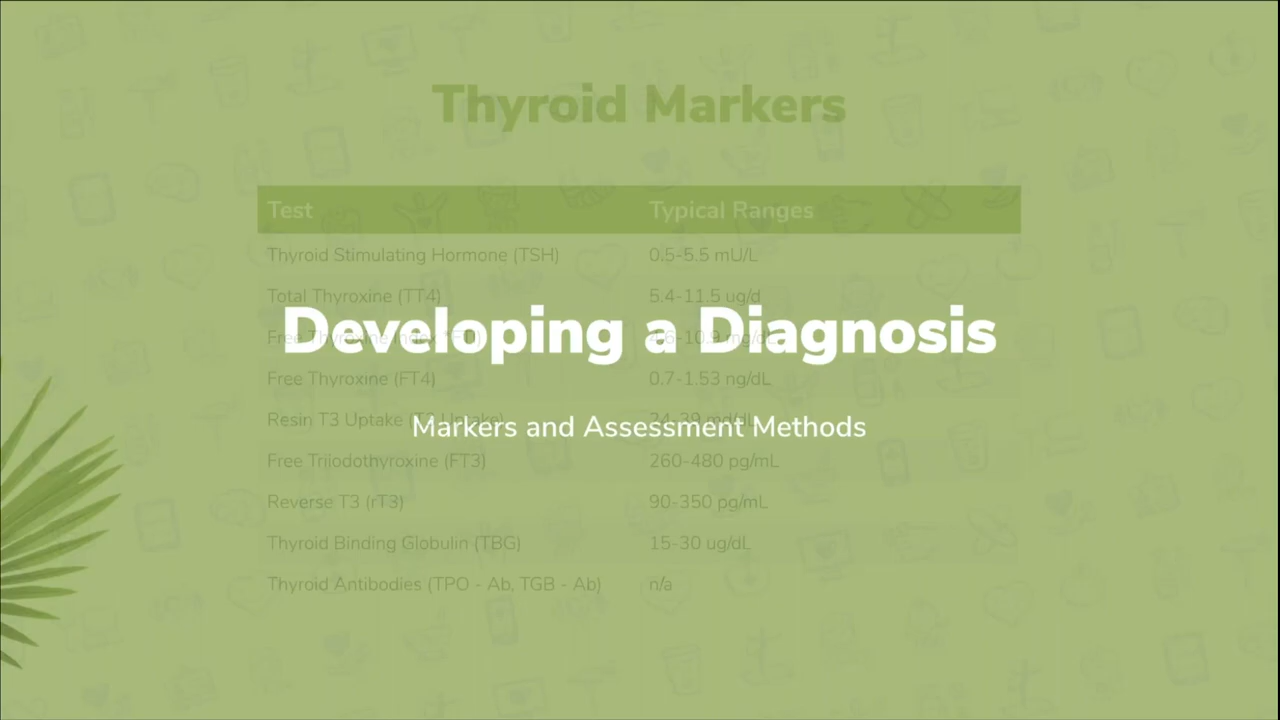 Thyroid Markers
Test Typical Ranges
Thyroid Stimulating Hormone (TSH) 0.5-5.5 mU/L
Total Thyroxine (TT4) 5.4-11.5 ug/d
Developing a Diagnosis
Free Thyroxine Index
Free Thyroxine (FT4) 0.7-1.53 ng/dL
Resin T3 Uptake (T3 Uptake) 24-39 md/dL
Markers and Assessment Methods
Free Triiodothyroxine (FT3) 260-480 pg/mL
Reverse T3 (rT3) 90-350 pg/mL
Thyroid Binding Globulin (TBG) 15-30 ug/dL
Thyroid Antibodies (TPO - Ab, TGB - Ab) n/a